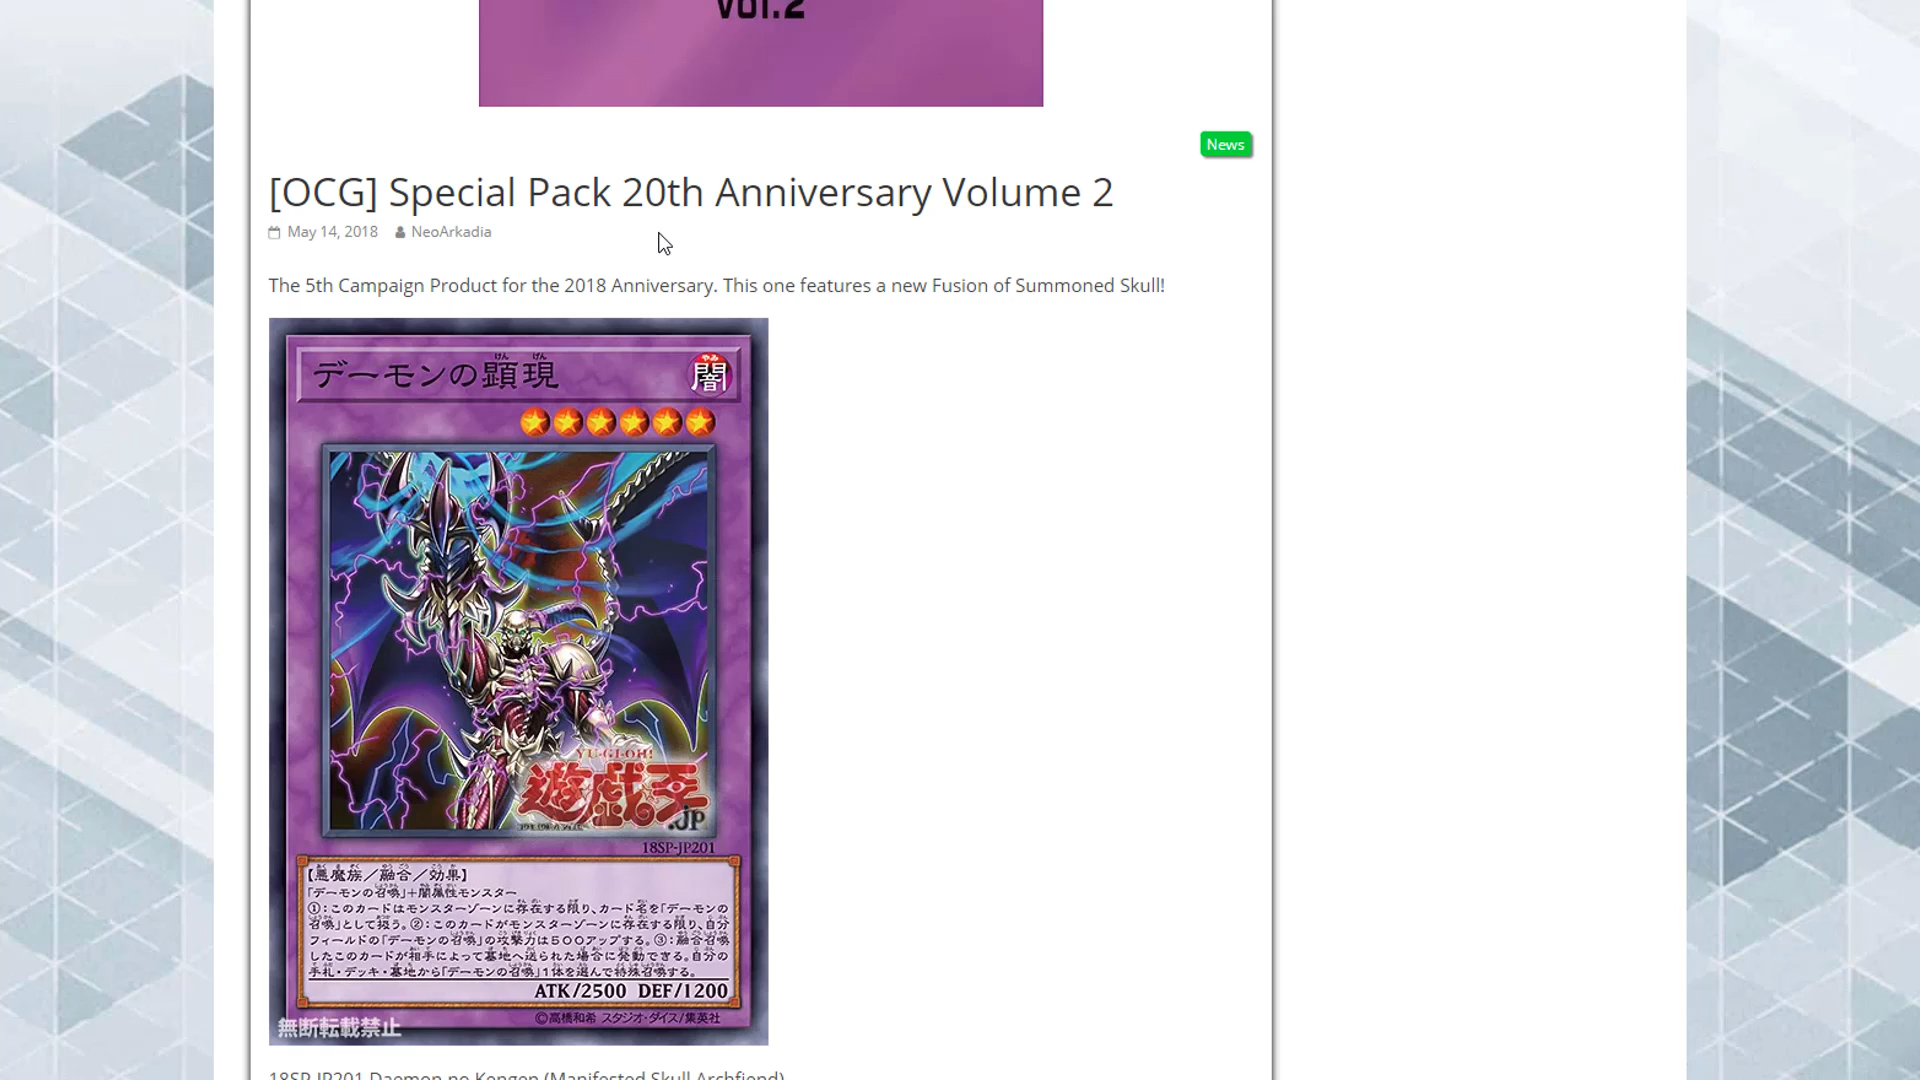 Vol.2
News
[OCG] Special Pack 20th Anniversary Volume 2
May 14, 2018 NeoArkadia
The 5th Campaign Product for the 2018 Anniversary. This one features a new Fusion of Summoned Skull!
デーモンの顕現
闇
YU-GI-OH!
遊戯王
.JP
18SP-JP201
【悪魔族／融合／効果】
「デーモンの召喚」＋闇属性モンスター
①：このカードはモンスターゾーンに存在する限り、カード名を「デーモンの
召喚」として扱う。②：このカードがモンスターゾーンに存在する限り、自分
フィールドの「デーモンの召喚」の攻撃力は５００アップする。③：融合召喚
したこのカードが相手によって墓地へ送られた場合に発動できる。自分の
手札・デッキ・墓地から「デーモンの召喚」１体を選んで特殊召喚する。
ATK/2500 DEF/1200
©高橋和希 スタジオ・ダイス/集英社
無断転載禁止
18SP-JP201 Daemon no Kengen (Manifested Skull Archfiend)